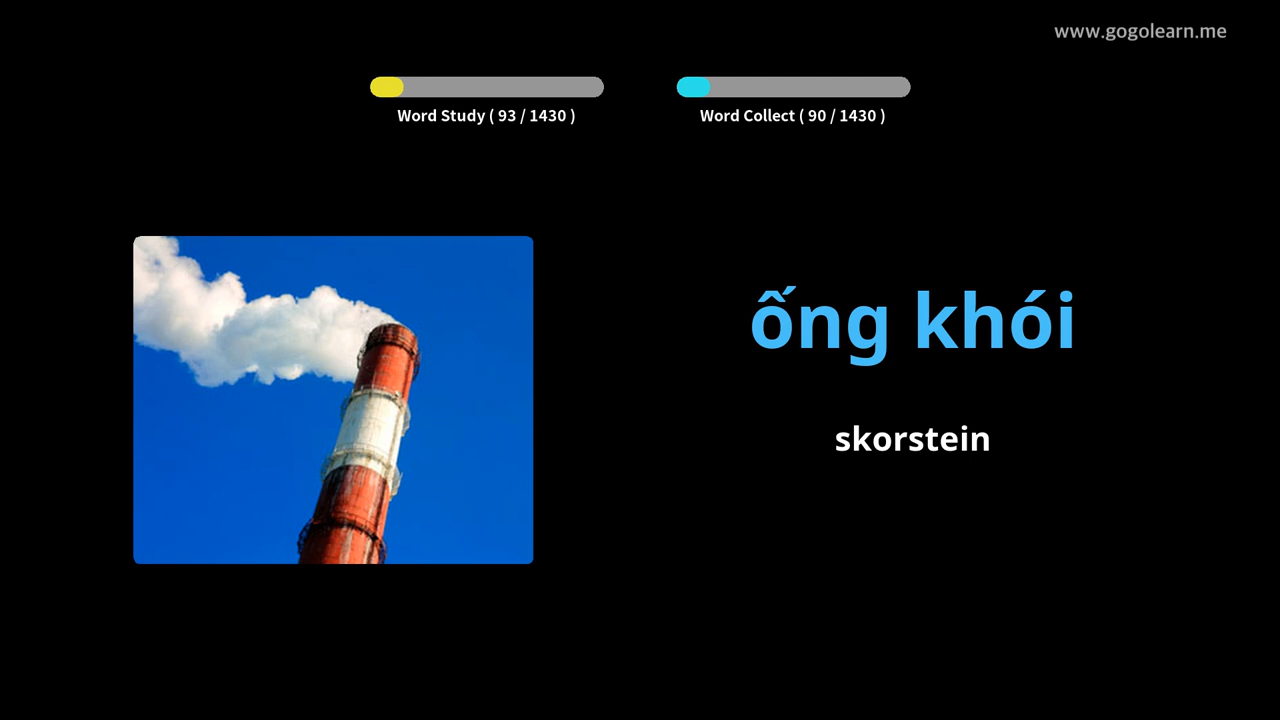 www.gogolearn.me
Word Study ( 93 / 1430 )
Word Collect ( 90 / 1430 )
ống khói
skorstein